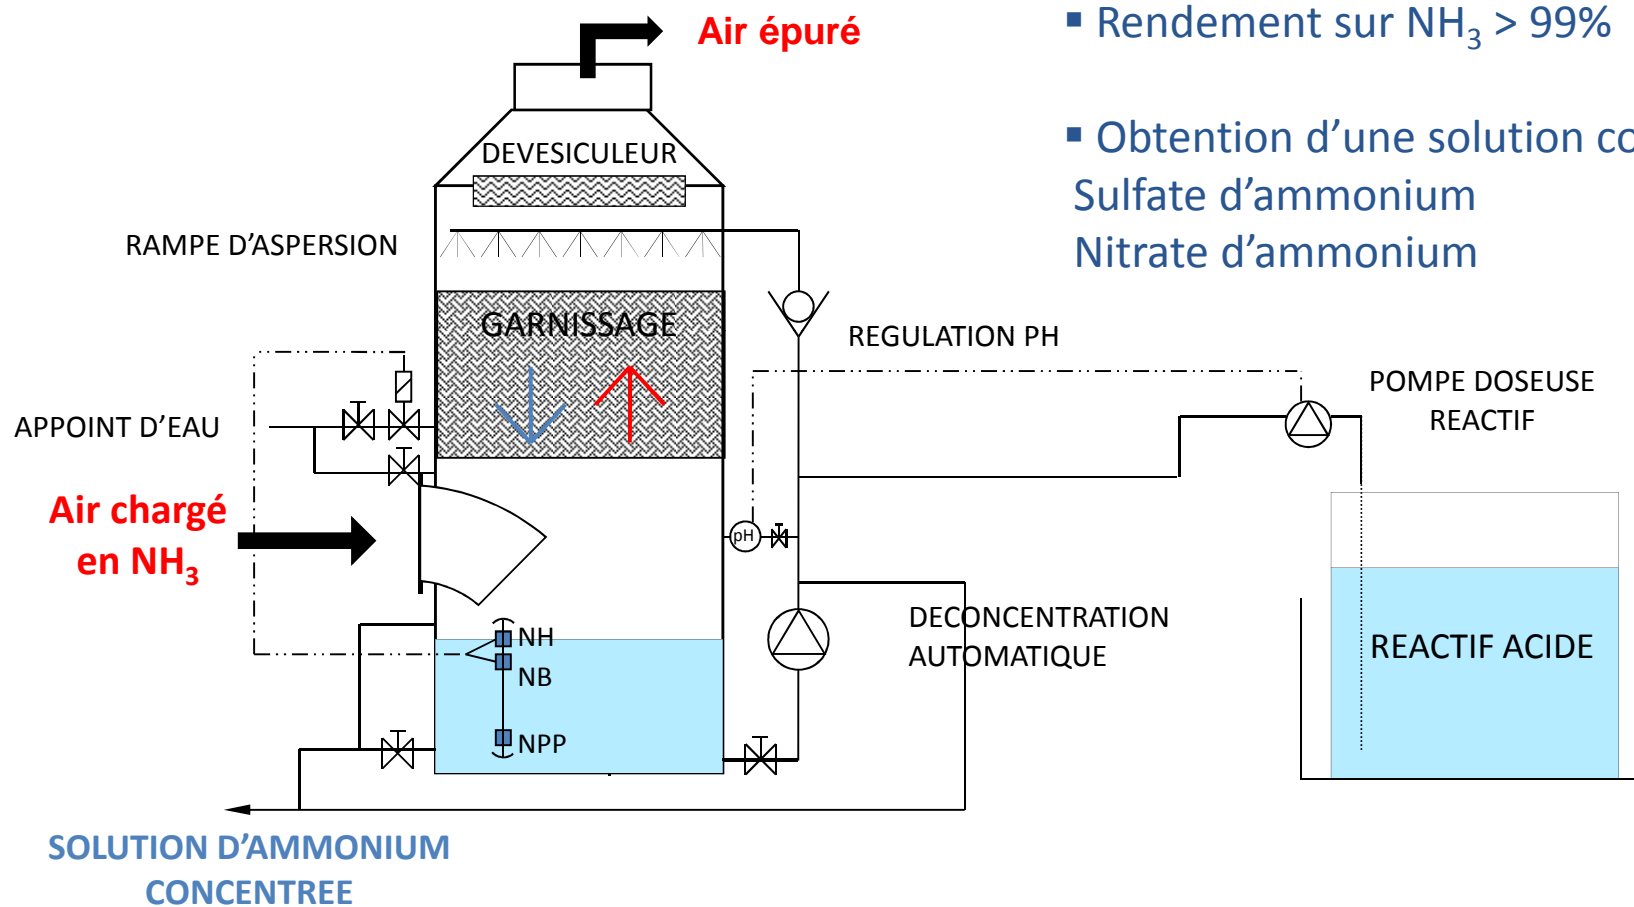 Air épuré
▪ Rendement sur NH₃ > 99%
▪ Obtention d’une solution co
Sulfate d’ammonium
Nitrate d’ammonium
DEVESICULEUR
RAMPE D’ASPERSION
GARNISSAGE
REGULATION PH
POMPE DOSEUSE
REACTIF
APPOINT D’EAU
Air chargé
en NH₃
pH
NH
NB
NPP
DECONCENTRATION
AUTOMATIQUE
REACTIF ACIDE
SOLUTION D’AMMONIUM
CONCENTREE